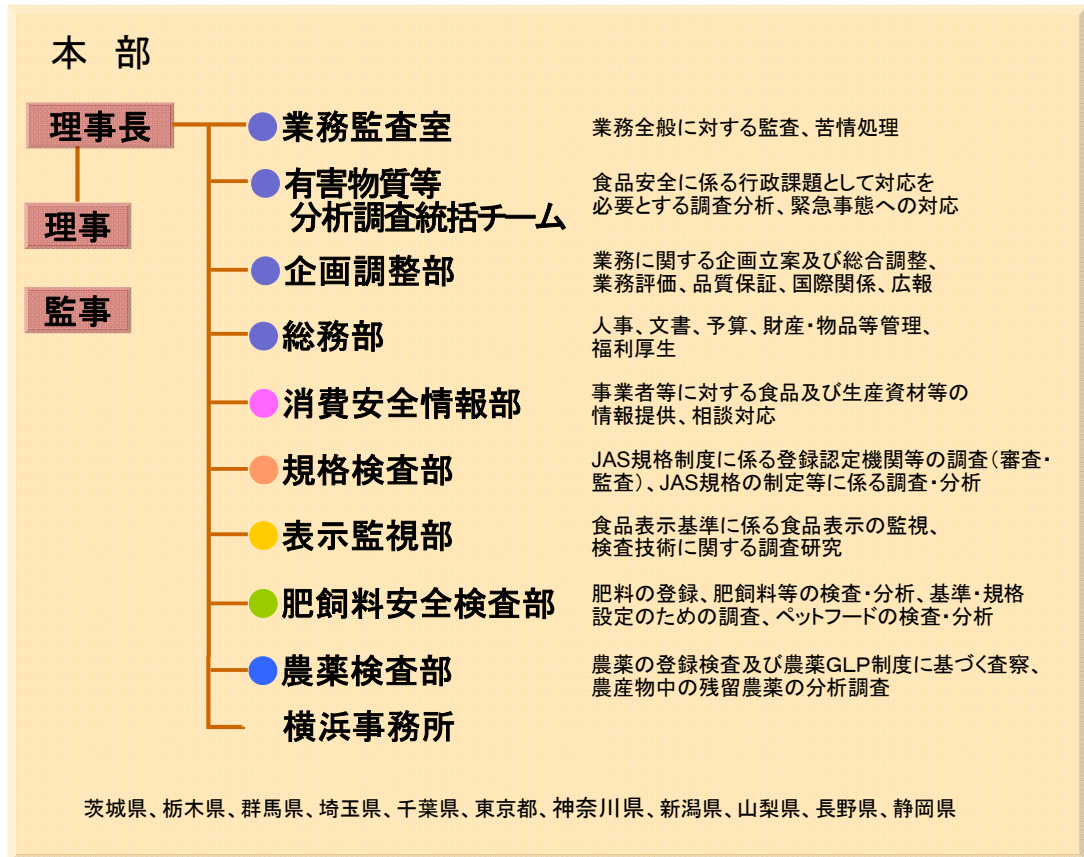 本 部
理事長
理事
監事
業務監査室
業務全般に対する監査、苦情処理
有害物質等
分析調査統括チーム
食品安全に係る行政課題として対応を
必要とする調査分析、緊急事態への対応
企画調整部
業務に関する企画立案及び総合調整、
業務評価、品質保証、国際関係、広報
総務部
人事、文書、予算、財産・物品等管理、
福利厚生
消費安全情報部
事業者等に対する食品及び生産資材等の
情報提供、相談対応
規格検査部
JAS規格制度に係る登録認定機関等の調査(審査・
監査)、JAS規格の制定等に係る調査・分析
表示監視部
食品表示基準に係る食品表示の監視、
検査技術に関する調査研究
肥飼料安全検査部
肥料の登録、肥飼料等の検査・分析、基準・規格
設定のための調査、ペットフードの検査・分析
農薬検査部
農薬の登録検査及び農薬GLP制度に基づく査察、
農産物中の残留農薬の分析調査
横浜事務所
茨城県、栃木県、群馬県、埼玉県、千葉県、東京都、神奈川県、新潟県、山梨県、長野県、静岡県